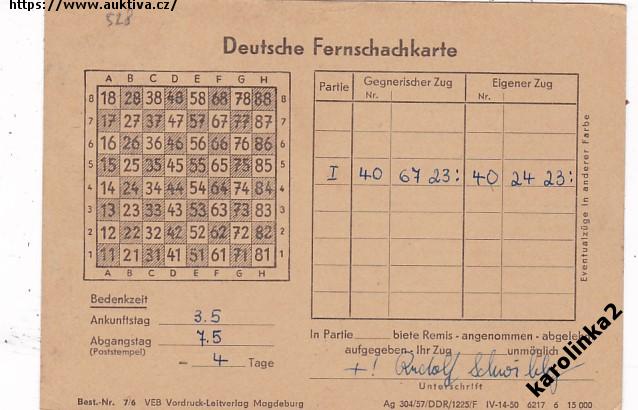 https://www.auktiva.cz/
528
Deutsche Fernschachkarte
A B C D E F G H
8 18 28 38 48 58 68 78 88 8
7 17 27 37 47 57 67 77 87 7
6 16 26 36 46 56 66 76 86 6
5 15 25 35 45 55 65 75 85 5
4 14 24 34 44 54 64 74 84 4
3 13 23 33 43 53 63 73 83 3
2 12 22 32 42 52 62 72 82 2
1 11 21 31 41 51 61 71 81 1
A B C D E F G H
Partie Gegnerischer Zug Eigener Zug
Nr. Nr.
I 40 67 23: 40 24 23:
Eventualzüge in anderer Farbe
Bedenkzeit
Ankunftstag 3.5
Abgangstag 7.5
(Poststempel)
= 4 Tage
In Partie biete Remis - angenommen - abgeleh
aufgegeben - Ihr Zug unmöglich
+! Rudolf
Unterschrift
Best.-Nr. 7/6 VEB Vordruck-Leitverlag Magdeburg Ag 304/57/DDR/1225/F IV-14-50 6217 6 15 000
karolinka2